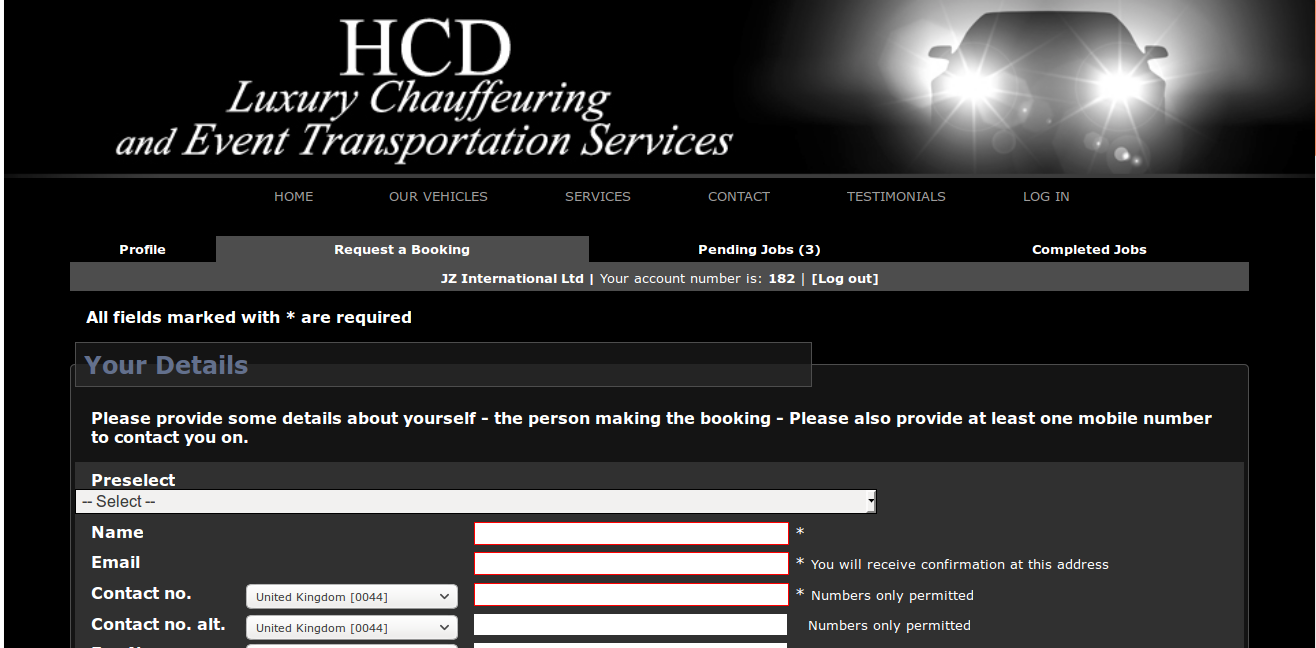 HCD
Luxury Chauffeuring
and Event Transportation Services
HOME OUR VEHICLES SERVICES CONTACT TESTIMONIALS LOG IN
Profile Request a Booking Pending Jobs (3) Completed Jobs
JZ International Ltd | Your account number is: 182 | [Log out]
All fields marked with * are required
Your Details
Please provide some details about yourself - the person making the booking - Please also provide at least one mobile number
to contact you on.
Preselect
-- Select --
Name *
Email * You will receive confirmation at this address
Contact no. United Kingdom [0044] * Numbers only permitted
Contact no. alt. United Kingdom [0044] Numbers only permitted